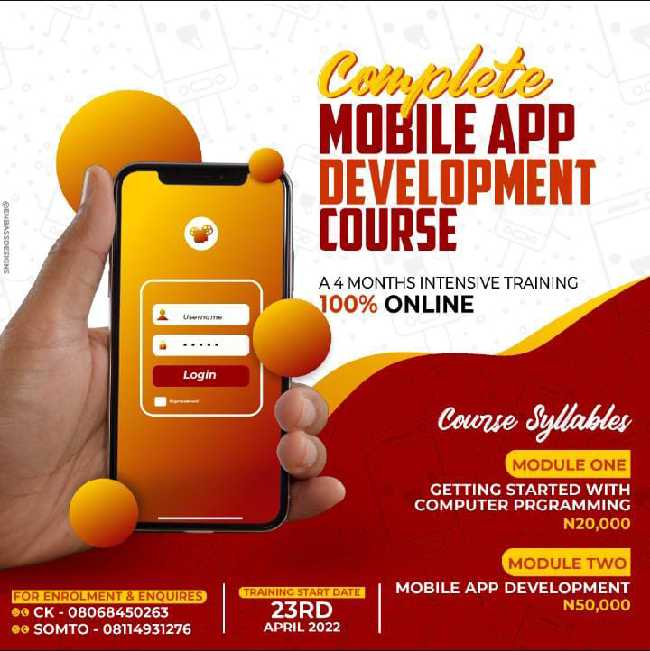 Complete
MOBILE APP
DEVELOPMENT
COURSE
A 4 MONTHS INTENSIVE TRAINING
100% ONLINE
Username
Login
Course Syllables
MODULE ONE
GETTING STARTED WITH
COMPUTER PRGRAMMING
N20,000
MODULE TWO
MOBILE APP DEVELOPMENT
N50,000
FOR ENROLMENT & ENQUIRES
CK - 08068450263
SOMTO - 08114931276
TRAINING START DATE
23RD
APRIL 2022